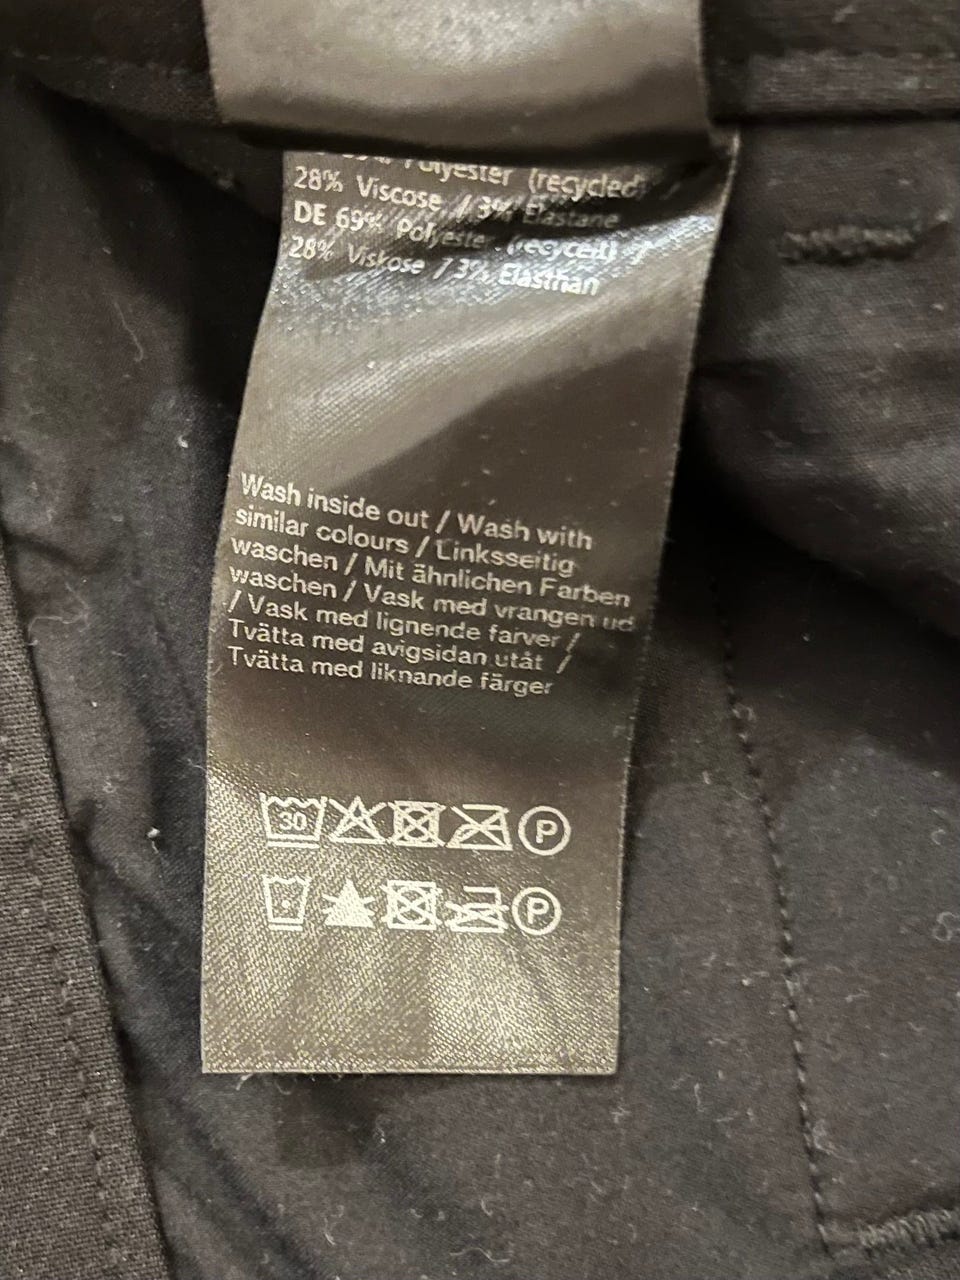 Polyester (recycled)
28% Viscose / 3% Elastane
DE 69% Polyester (recycelt) /
28% Viskose / 3% Elasthan
Wash inside out / Wash with
similar colours / Linksseitig
waschen / Mit ähnlichen Farben
waschen / Vask med vrangen ud
/ Vask med lignende farver /
Tvätta med avigsidan utåt /
Tvätta med liknande färger
30 P
P